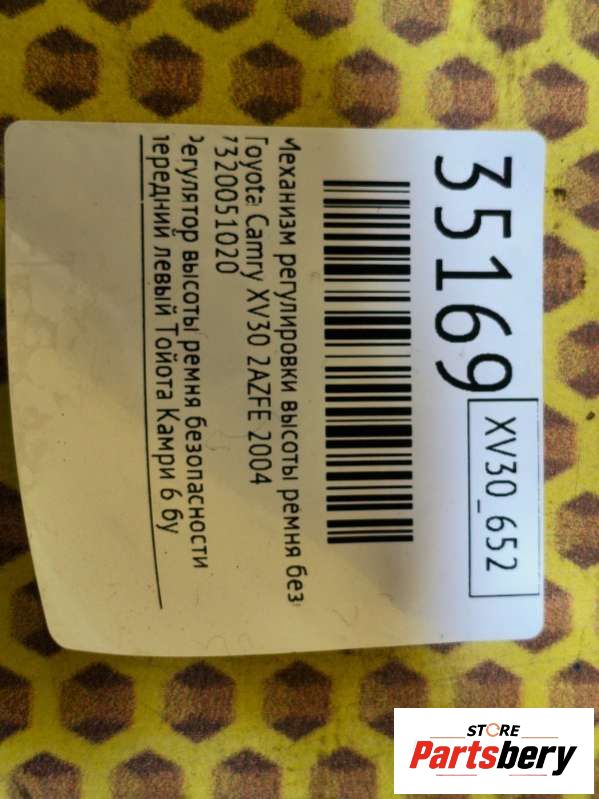 35169
XV30_652
Механизм регулировки высоты ремня без
Toyota Camry XV30 2AZFE 2004
7320051020
Регулятор высоты ремня безопасности
передний левый Тойота Камри 6 бу
STORE
Partsbery